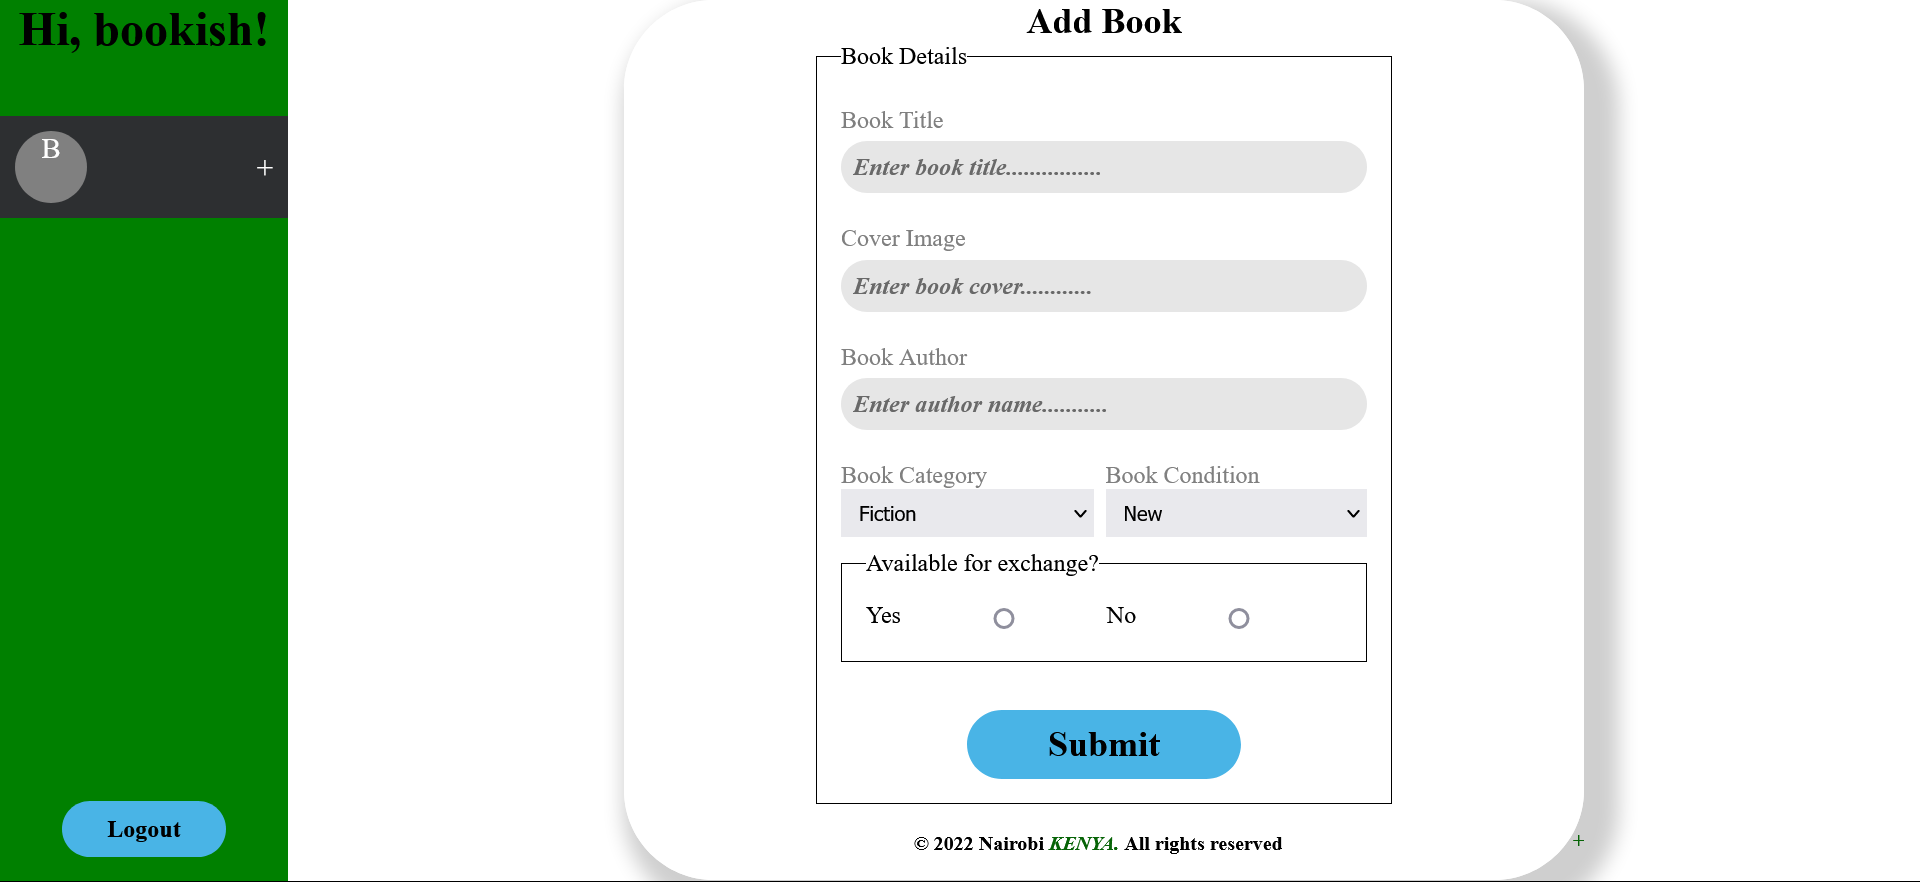 Hi, bookish!
B
+
Logout
Add Book
Book Details
Book Title
Enter book title................
Cover Image
Enter book cover............
Book Author
Enter author name...........
Book Category Book Condition
Fiction New
Available for exchange?
Yes No
Submit
© 2022 Nairobi KENYA. All rights reserved
+